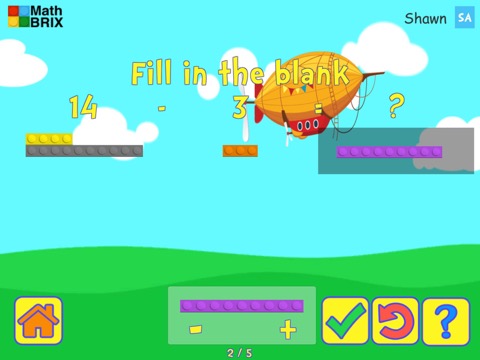 Math
BRIX
Shawn SA
Fill in the blank
14 - 3 = ?
- +
?
2 / 5